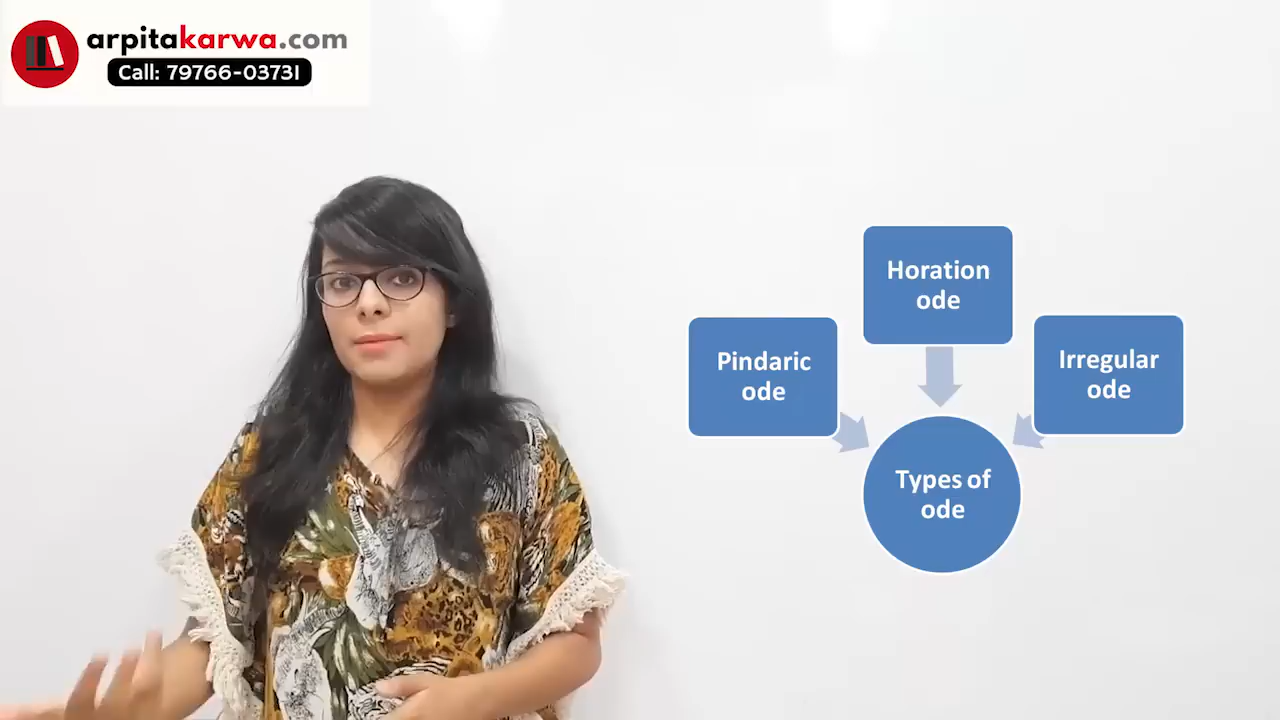 arpitakarwa.com
Call: 79766-03731
Horation
ode
Pindaric
ode
Irregular
ode
Types of
ode